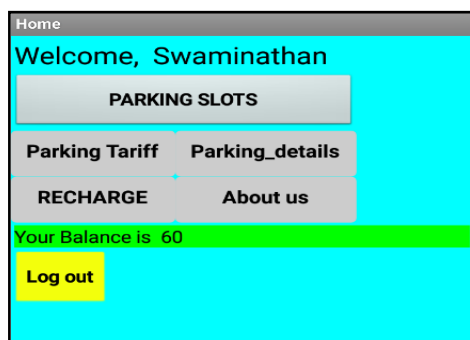 Home
Welcome, Swaminathan
PARKING SLOTS
Parking Tariff Parking_details
RECHARGE About us
Your Balance is 60
Log out